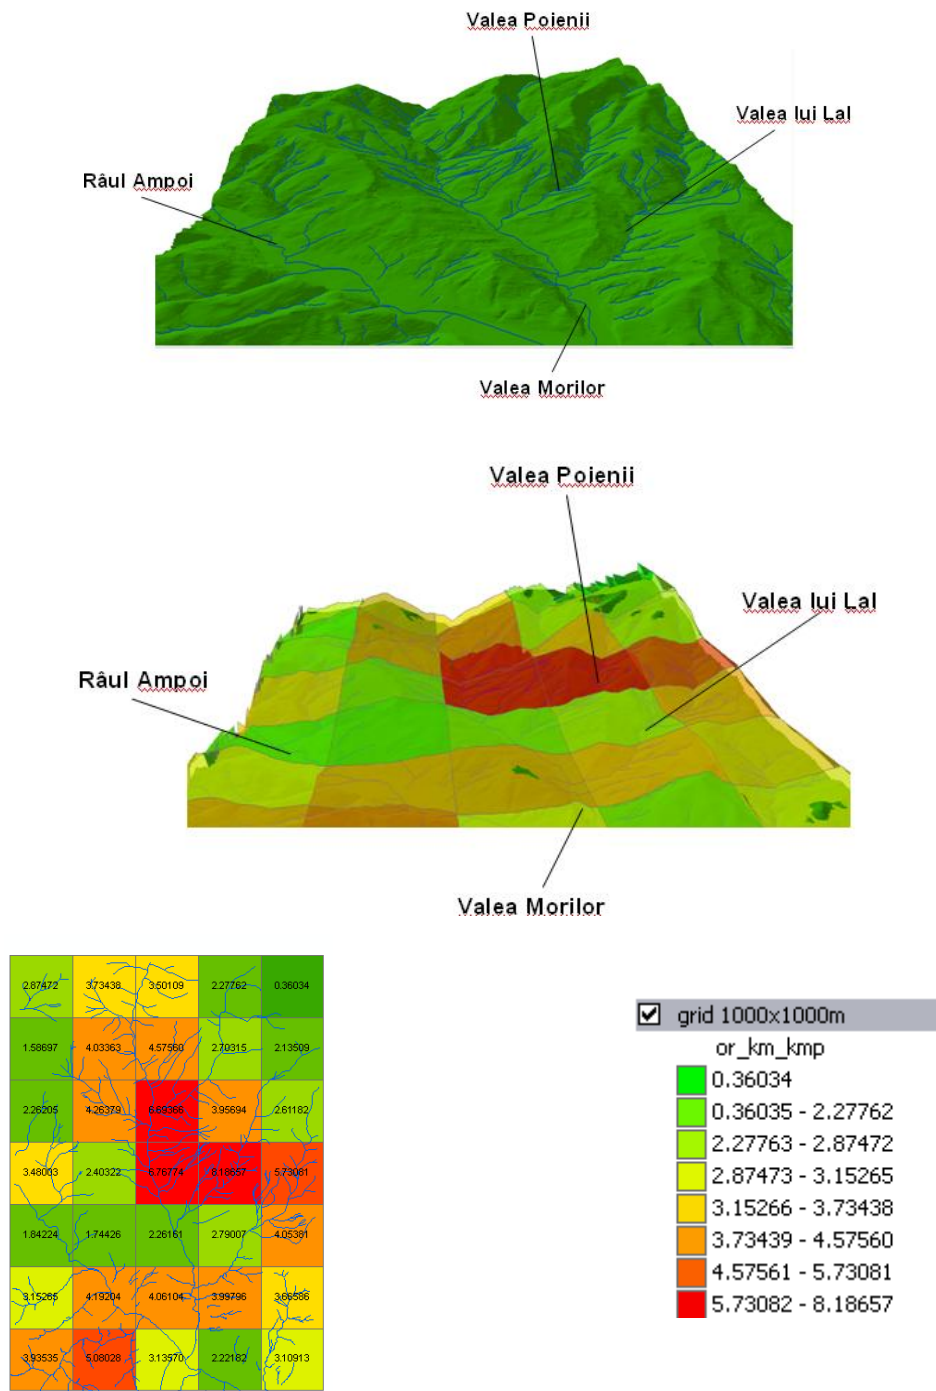 Valea Poienii
Valea lui Lal
Râul Ampoi
Valea Morilor
Valea Poienii
Valea lui Lal
Râul Ampoi
Valea Morilor
2.87472 3.73438 3.50109 2.27762 0.36034
1.58697 4.03363 4.57560 2.70315 2.13509
2.26205 4.26379 3.95694 2.61182
3.48003 2.40322 8.18657 5.73081
1.84224 1.74426 2.26161 2.79007 4.05381
3.15265 4.19204 4.06104 3.99796 3.66586
3.93535 5.08028 3.13570 2.22182 3.10913
grid 1000x1000m
or_km_kmp
0.36034
0.36035 - 2.27762
2.27763 - 2.87472
2.87473 - 3.15265
3.15266 - 3.73438
3.73439 - 4.57560
4.57561 - 5.73081
5.73082 - 8.18657